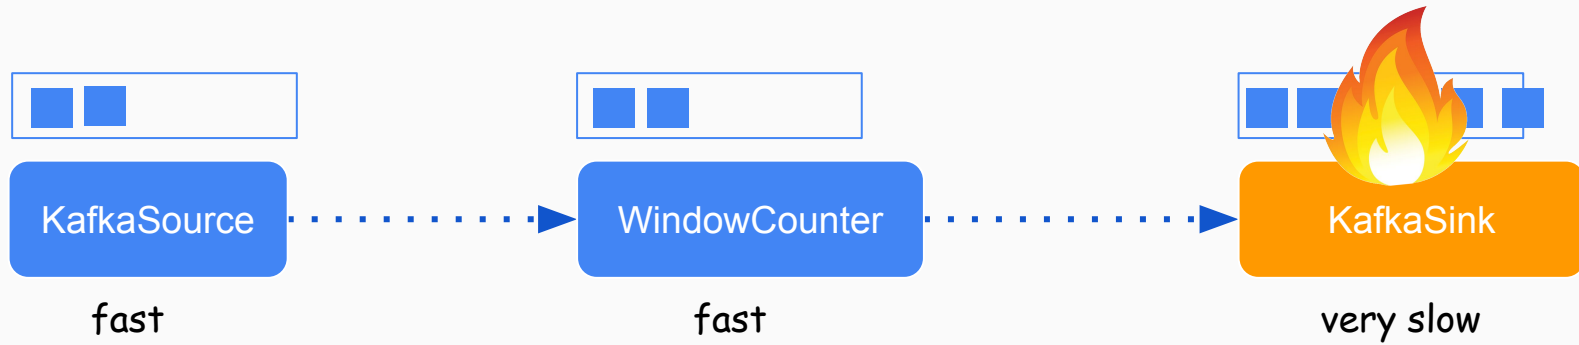 KafkaSource
WindowCounter
KafkaSink
fast
fast
very slow